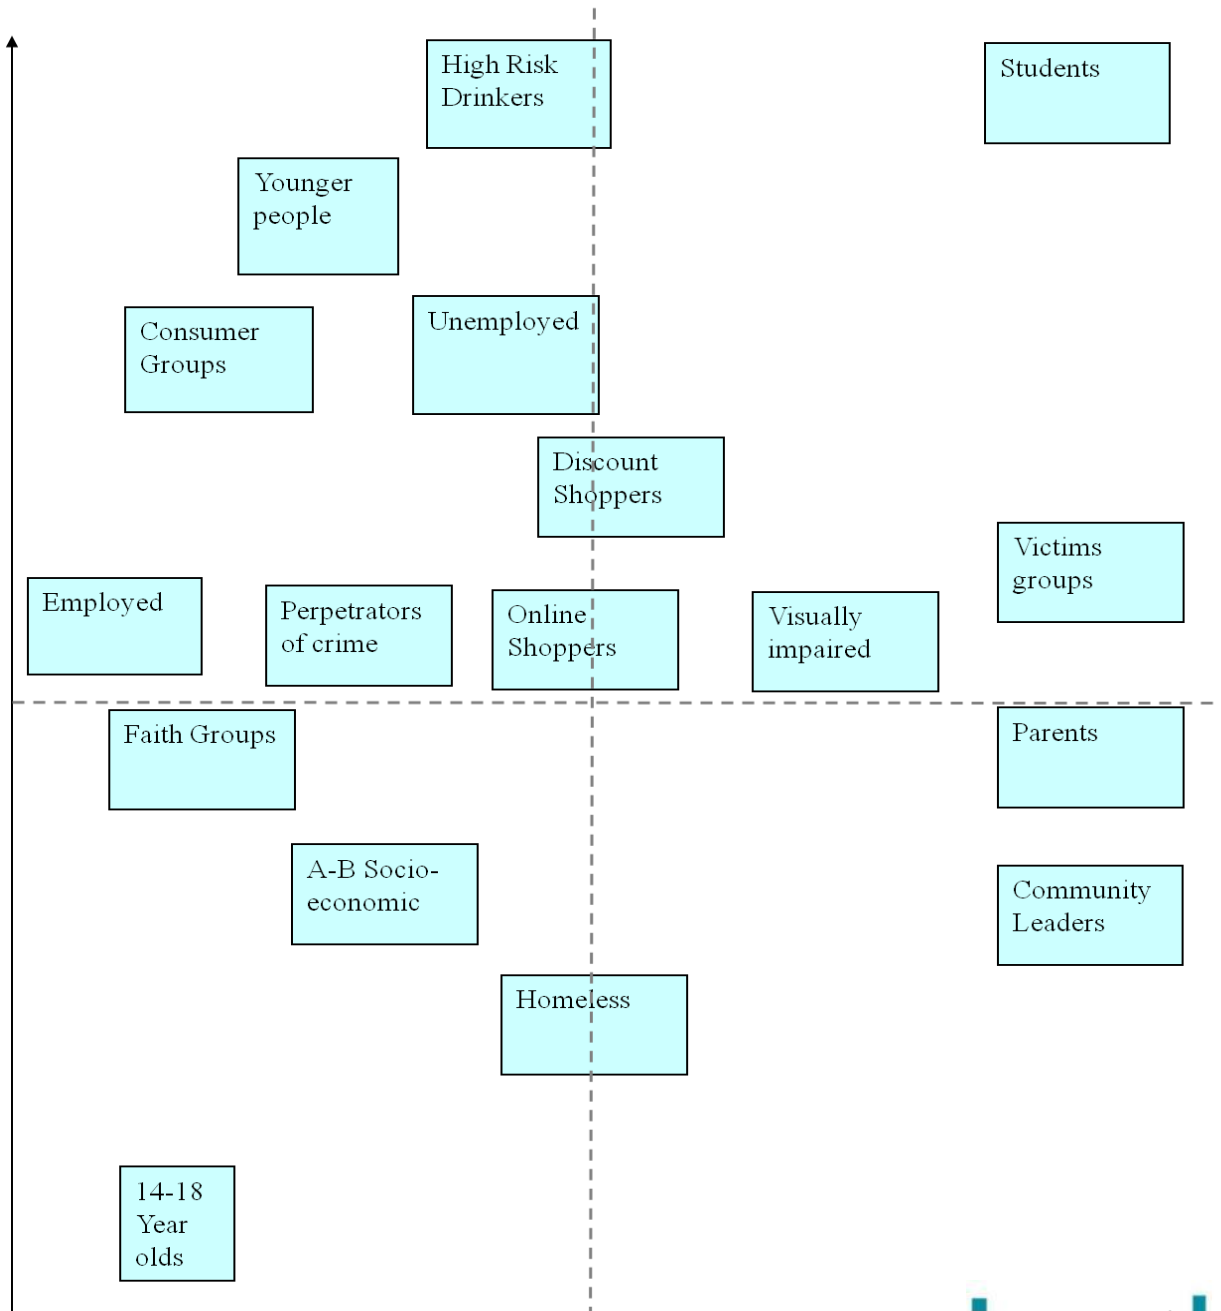 High Risk
Drinkers
Students
Younger
people
Consumer
Groups
Unemployed
Discount
Shoppers
Victims
groups
Employed
Perpetrators
of crime
Online
Shoppers
Visually
impaired
Faith Groups
Parents
A-B Socio-
economic
Community
Leaders
Homeless
14-18
Year
olds